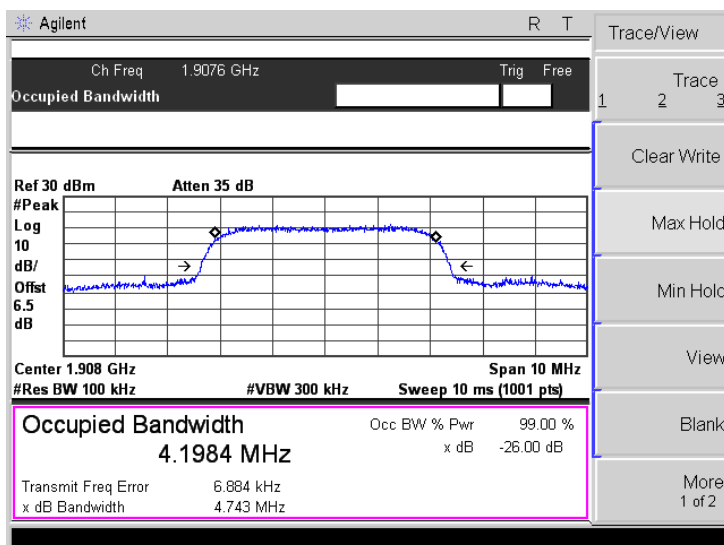 Agilent R T
Trace/View
Ch Freq 1.9076 GHz Trig Free
Occupied Bandwidth
Trace
1 2 3
Clear Write
Max Hold
Min Hold
View
Blank
More
1 of 2
Ref 30 dBm Atten 35 dB
#Peak
Log
10
dB/
Offst
6.5
dB
Center 1.908 GHz Span 10 MHz
#Res BW 100 kHz #VBW 300 kHz Sweep 10 ms (1001 pts)
Occupied Bandwidth Occ BW % Pwr 99.00 %
4.1984 MHz x dB -26.00 dB
Transmit Freq Error 6.884 kHz
x dB Bandwidth 4.743 MHz